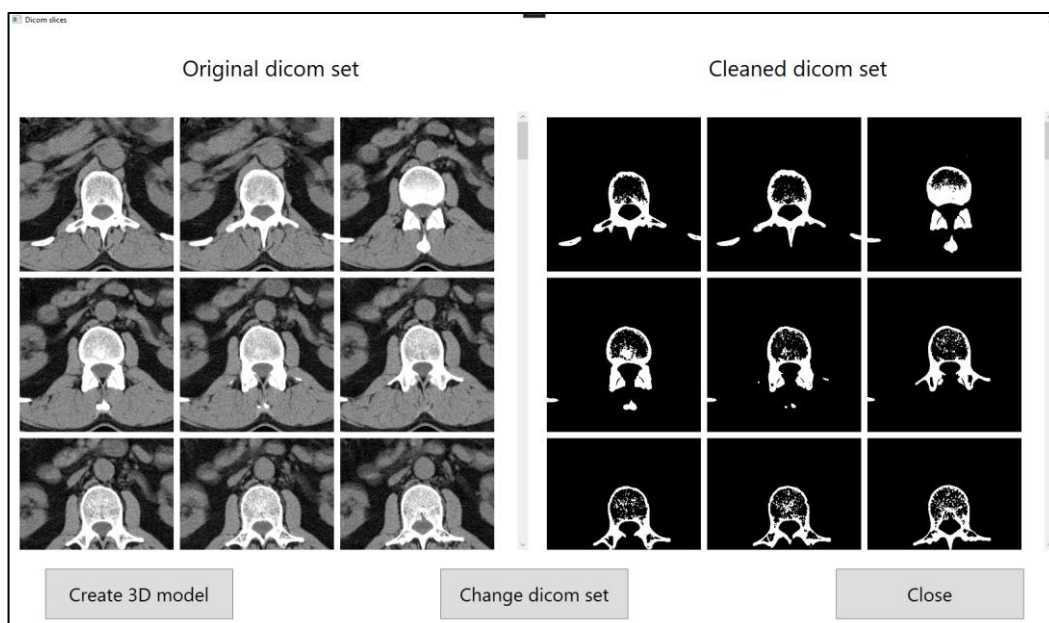 Dicom slices
Original dicom set
Cleaned dicom set
Create 3D model
Change dicom set
Close